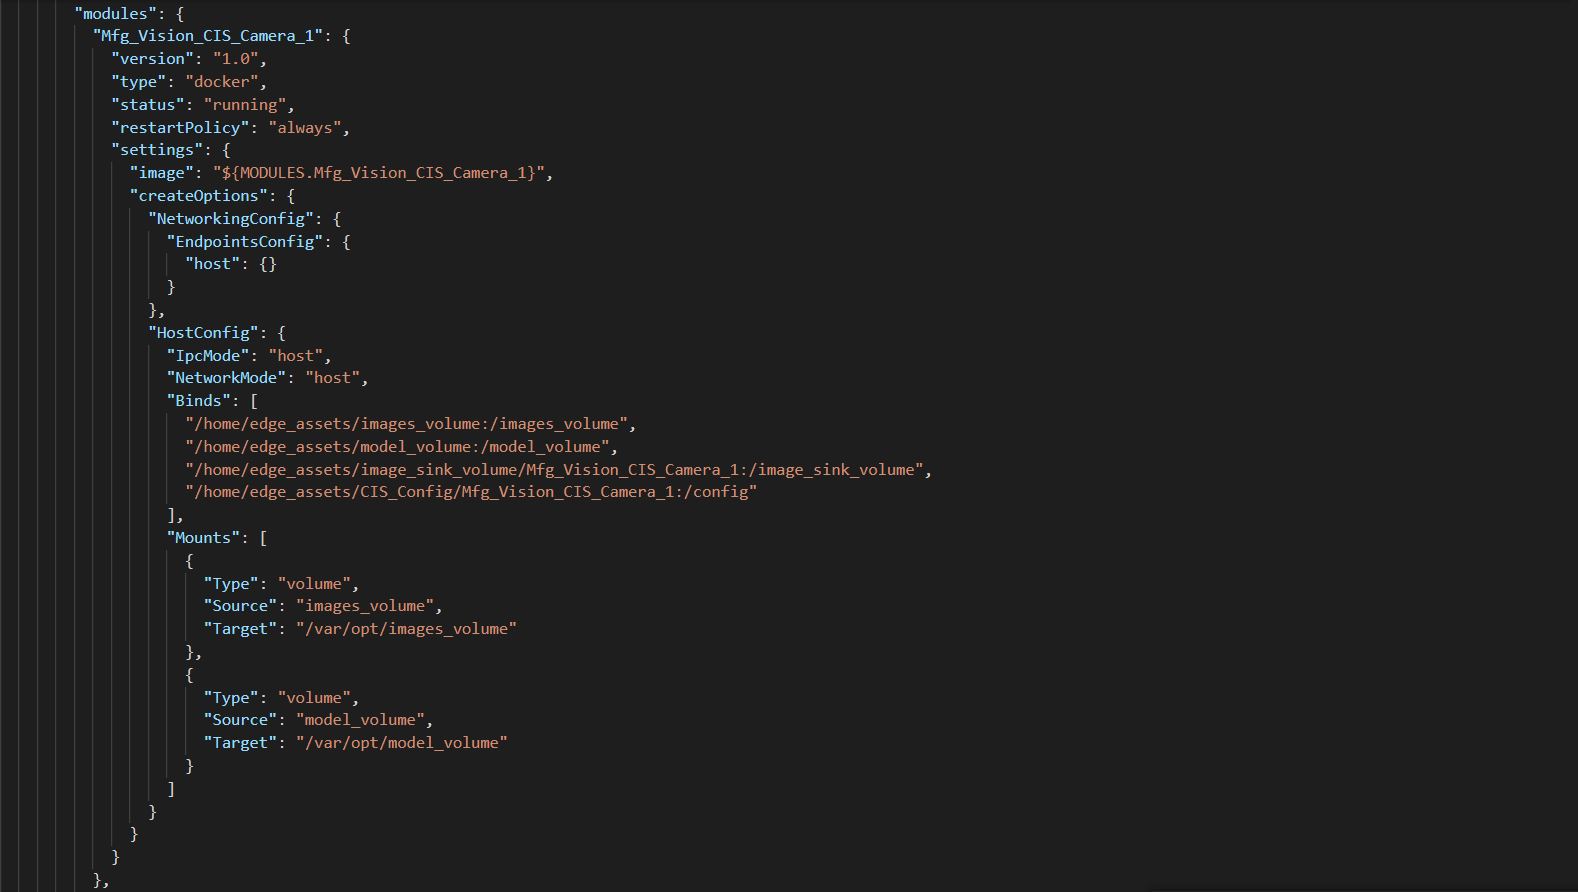 "modules": {
"Mfg_Vision_CIS_Camera_1": {
"version": "1.0",
"type": "docker",
"status": "running",
"restartPolicy": "always",
"settings": {
"image": "${MODULES.Mfg_Vision_CIS_Camera_1}",
"createOptions": {
"NetworkingConfig": {
"EndpointsConfig": {
"host": {}
}
},
"HostConfig": {
"IpcMode": "host",
"NetworkMode": "host",
"Binds": [
"/home/edge_assets/images_volume:/images_volume",
"/home/edge_assets/model_volume:/model_volume",
"/home/edge_assets/image_sink_volume/Mfg_Vision_CIS_Camera_1:/image_sink_volume",
"/home/edge_assets/CIS_Config/Mfg_Vision_CIS_Camera_1:/config"
],
"Mounts": [
{
"Type": "volume",
"Source": "images_volume",
"Target": "/var/opt/images_volume"
},
{
"Type": "volume",
"Source": "model_volume",
"Target": "/var/opt/model_volume"
}
]
}
}
}
},